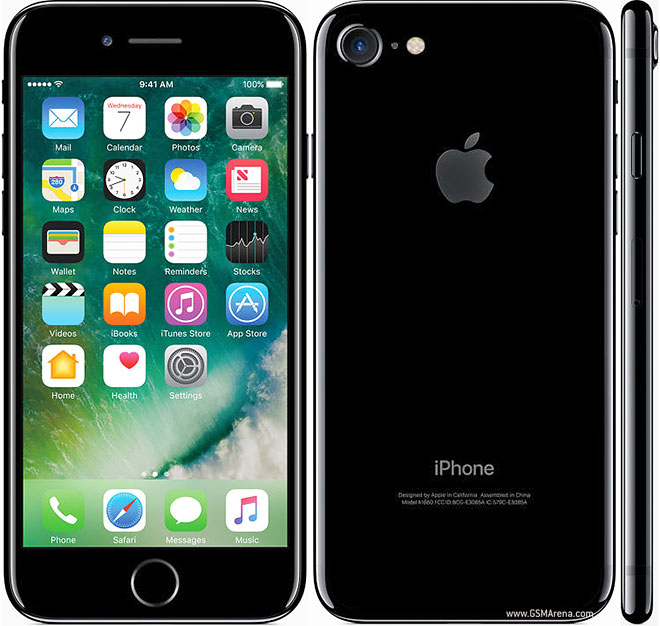 9:41 AM
100%
Wednesday
7
Mail
Calendar
Photos
Camera
280
Maps
Clock
Weather
News
Wallet
Notes
Reminders
Stocks
Videos
iBooks
iTunes Store
App Store
Home
Health
Settings
Phone
Safari
Messages
Music
iPhone
Designed by Apple in California Assembled in China
Model A1660 FCC ID:BCG-E3085A IC:579C-E3085A
www.GSMArena.com